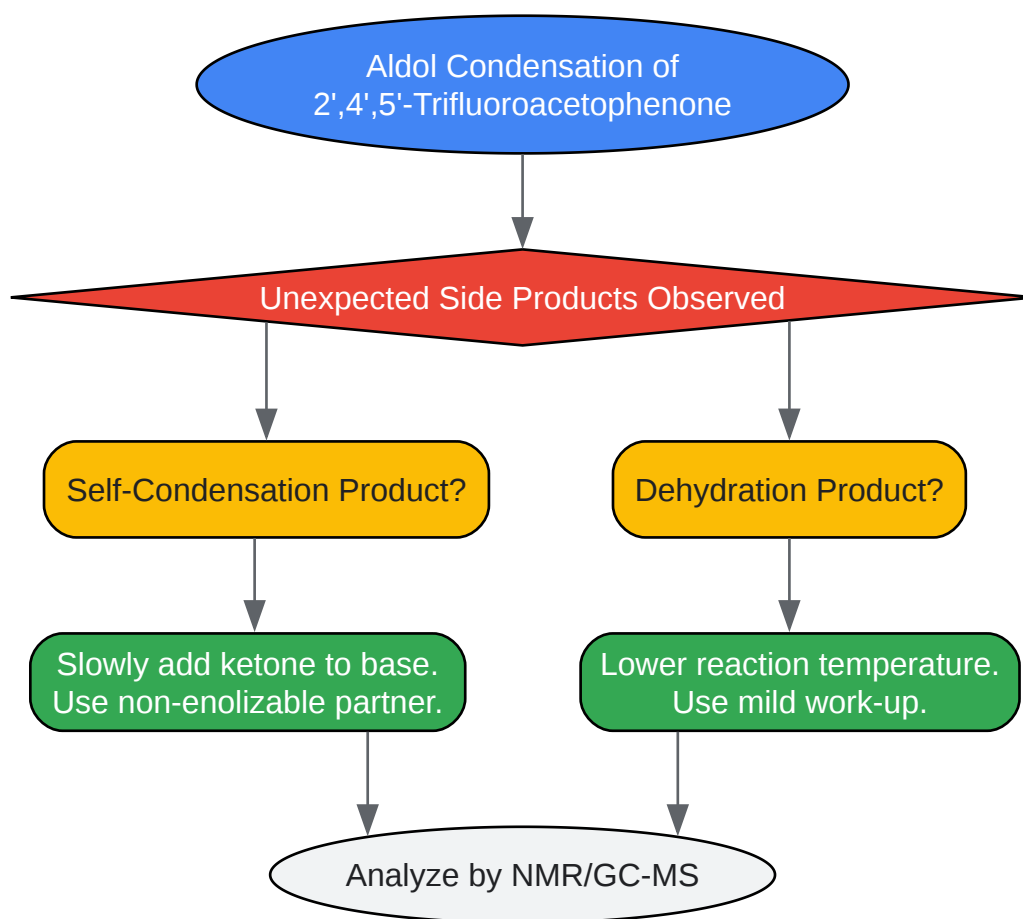 Aldol Condensation of
2',4',5'-Trifluoroacetophenone
Unexpected Side Products Observed
Self-Condensation Product?
Dehydration Product?
Slowly add ketone to base.
Use non-enolizable partner.
Lower reaction temperature.
Use mild work-up.
Analyze by NMR/GC-MS